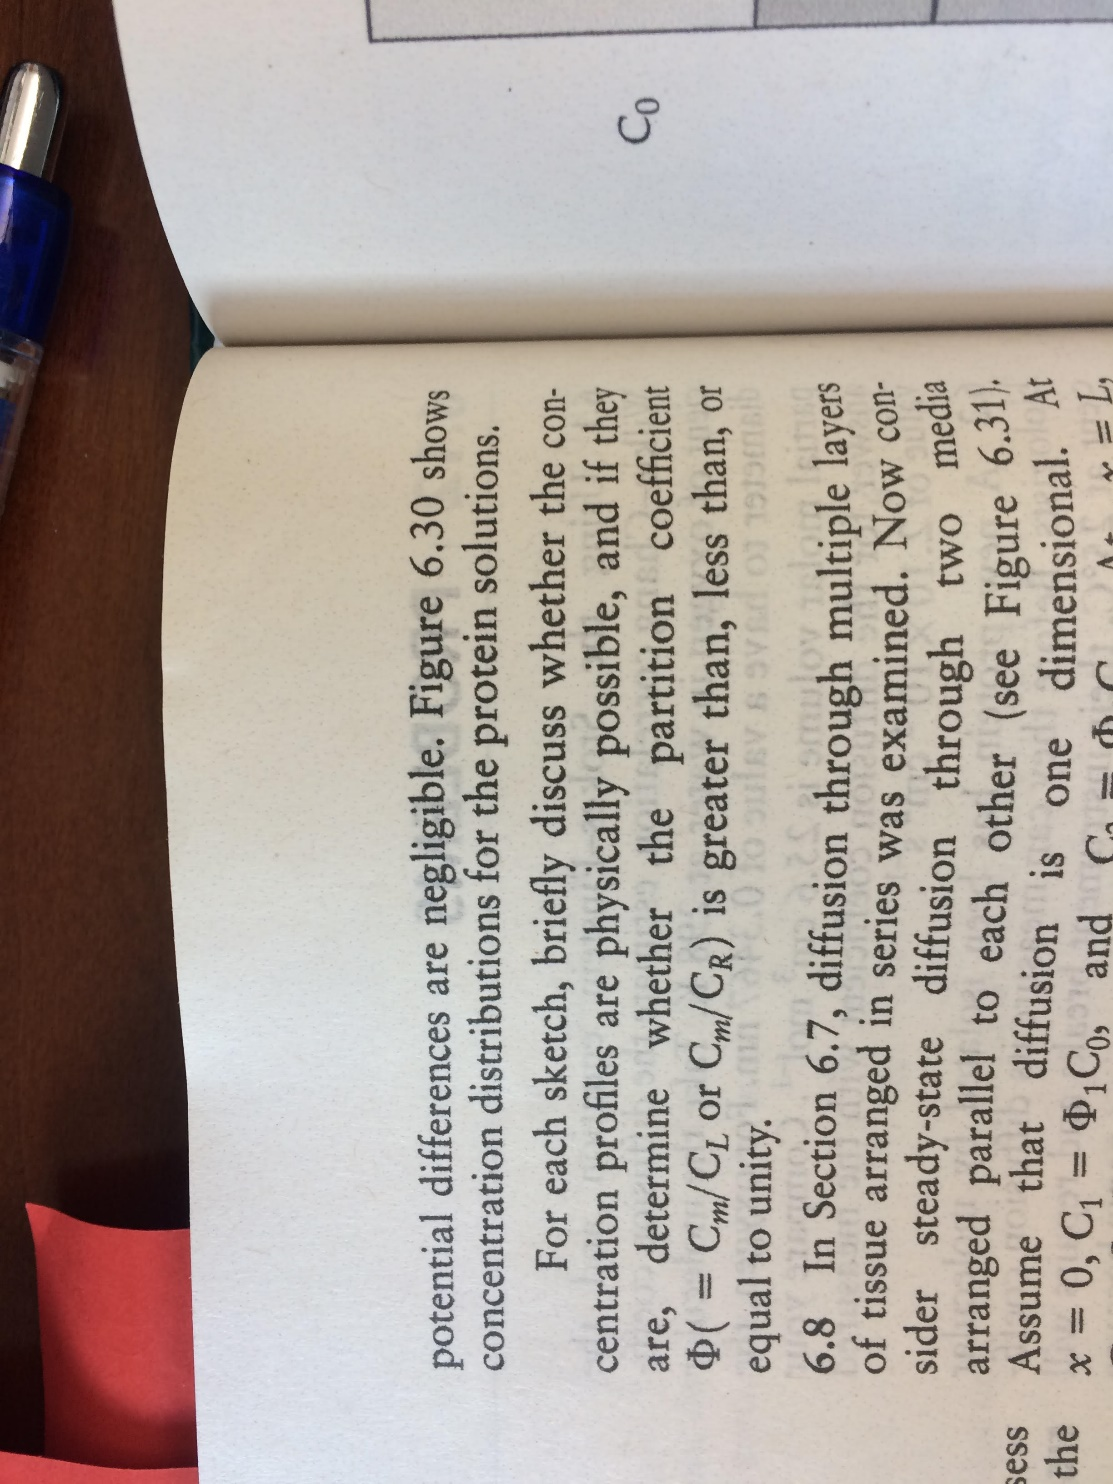 potential differences are negligible. Figure 6.30 shows
concentration distributions for the protein solutions.
For each sketch, briefly discuss whether the con-
centration profiles are physically possible, and if they
are, determine whether the partition coefficient
Φ( = Cm/CL or Cm/CR) is greater than, less than, or
equal to unity.
6.8 In Section 6.7, diffusion through multiple layers
of tissue arranged in series was examined. Now con-
sider steady-state diffusion through two media
arranged parallel to each other (see Figure 6.31).
Assume that diffusion is one dimensional. At
x = 0, C1 = Φ1C0, and x = L,
the
C0